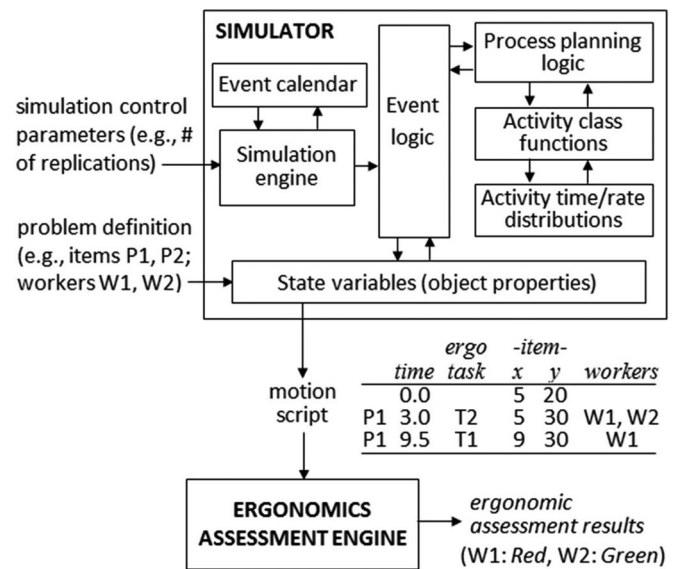 SIMULATOR
Event calendar
Simulation
engine
Event
logic
Process planning
logic
Activity class
functions
Activity time/rate
distributions
simulation control
parameters (e.g., #
of replications)
problem definition
(e.g., items P1, P2;
workers W1, W2)
State variables (object properties)
motion
script
ergo -item-
time task x y workers
0.0 5 20
P1 3.0 T2 5 30 W1, W2
P1 9.5 T1 9 30 W1
ERGONOMICS
ASSESSMENT ENGINE
ergonomic
assessment results
(W1: Red, W2: Green)